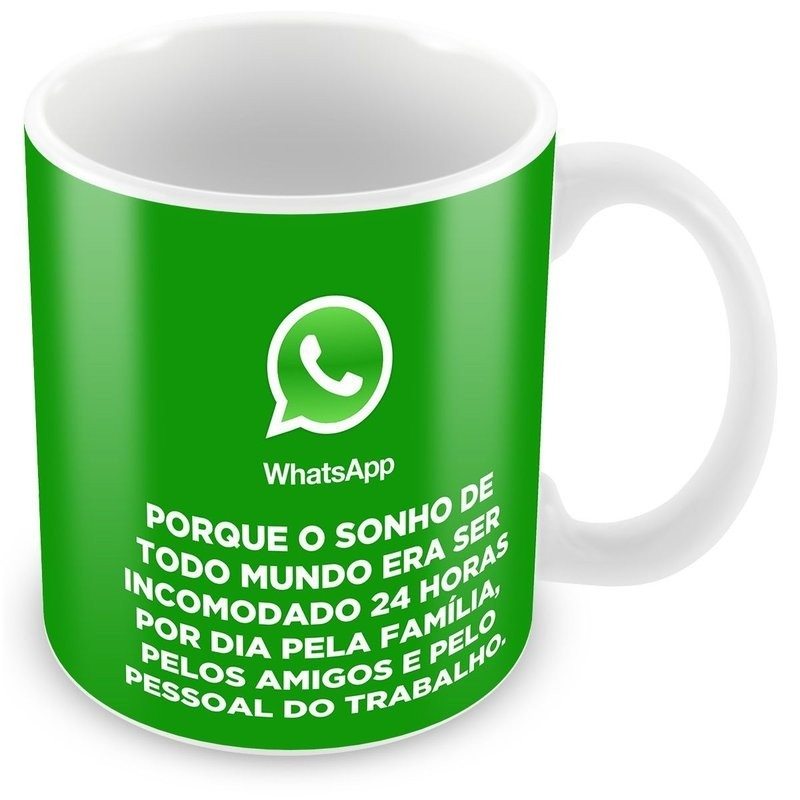 WhatsApp
PORQUE O SONHO DE
TODO MUNDO ERA SER
INCOMODADO 24 HORAS
POR DIA PELA FAMÍLIA,
PELOS AMIGOS E PELO
PESSOAL DO TRABALHO.